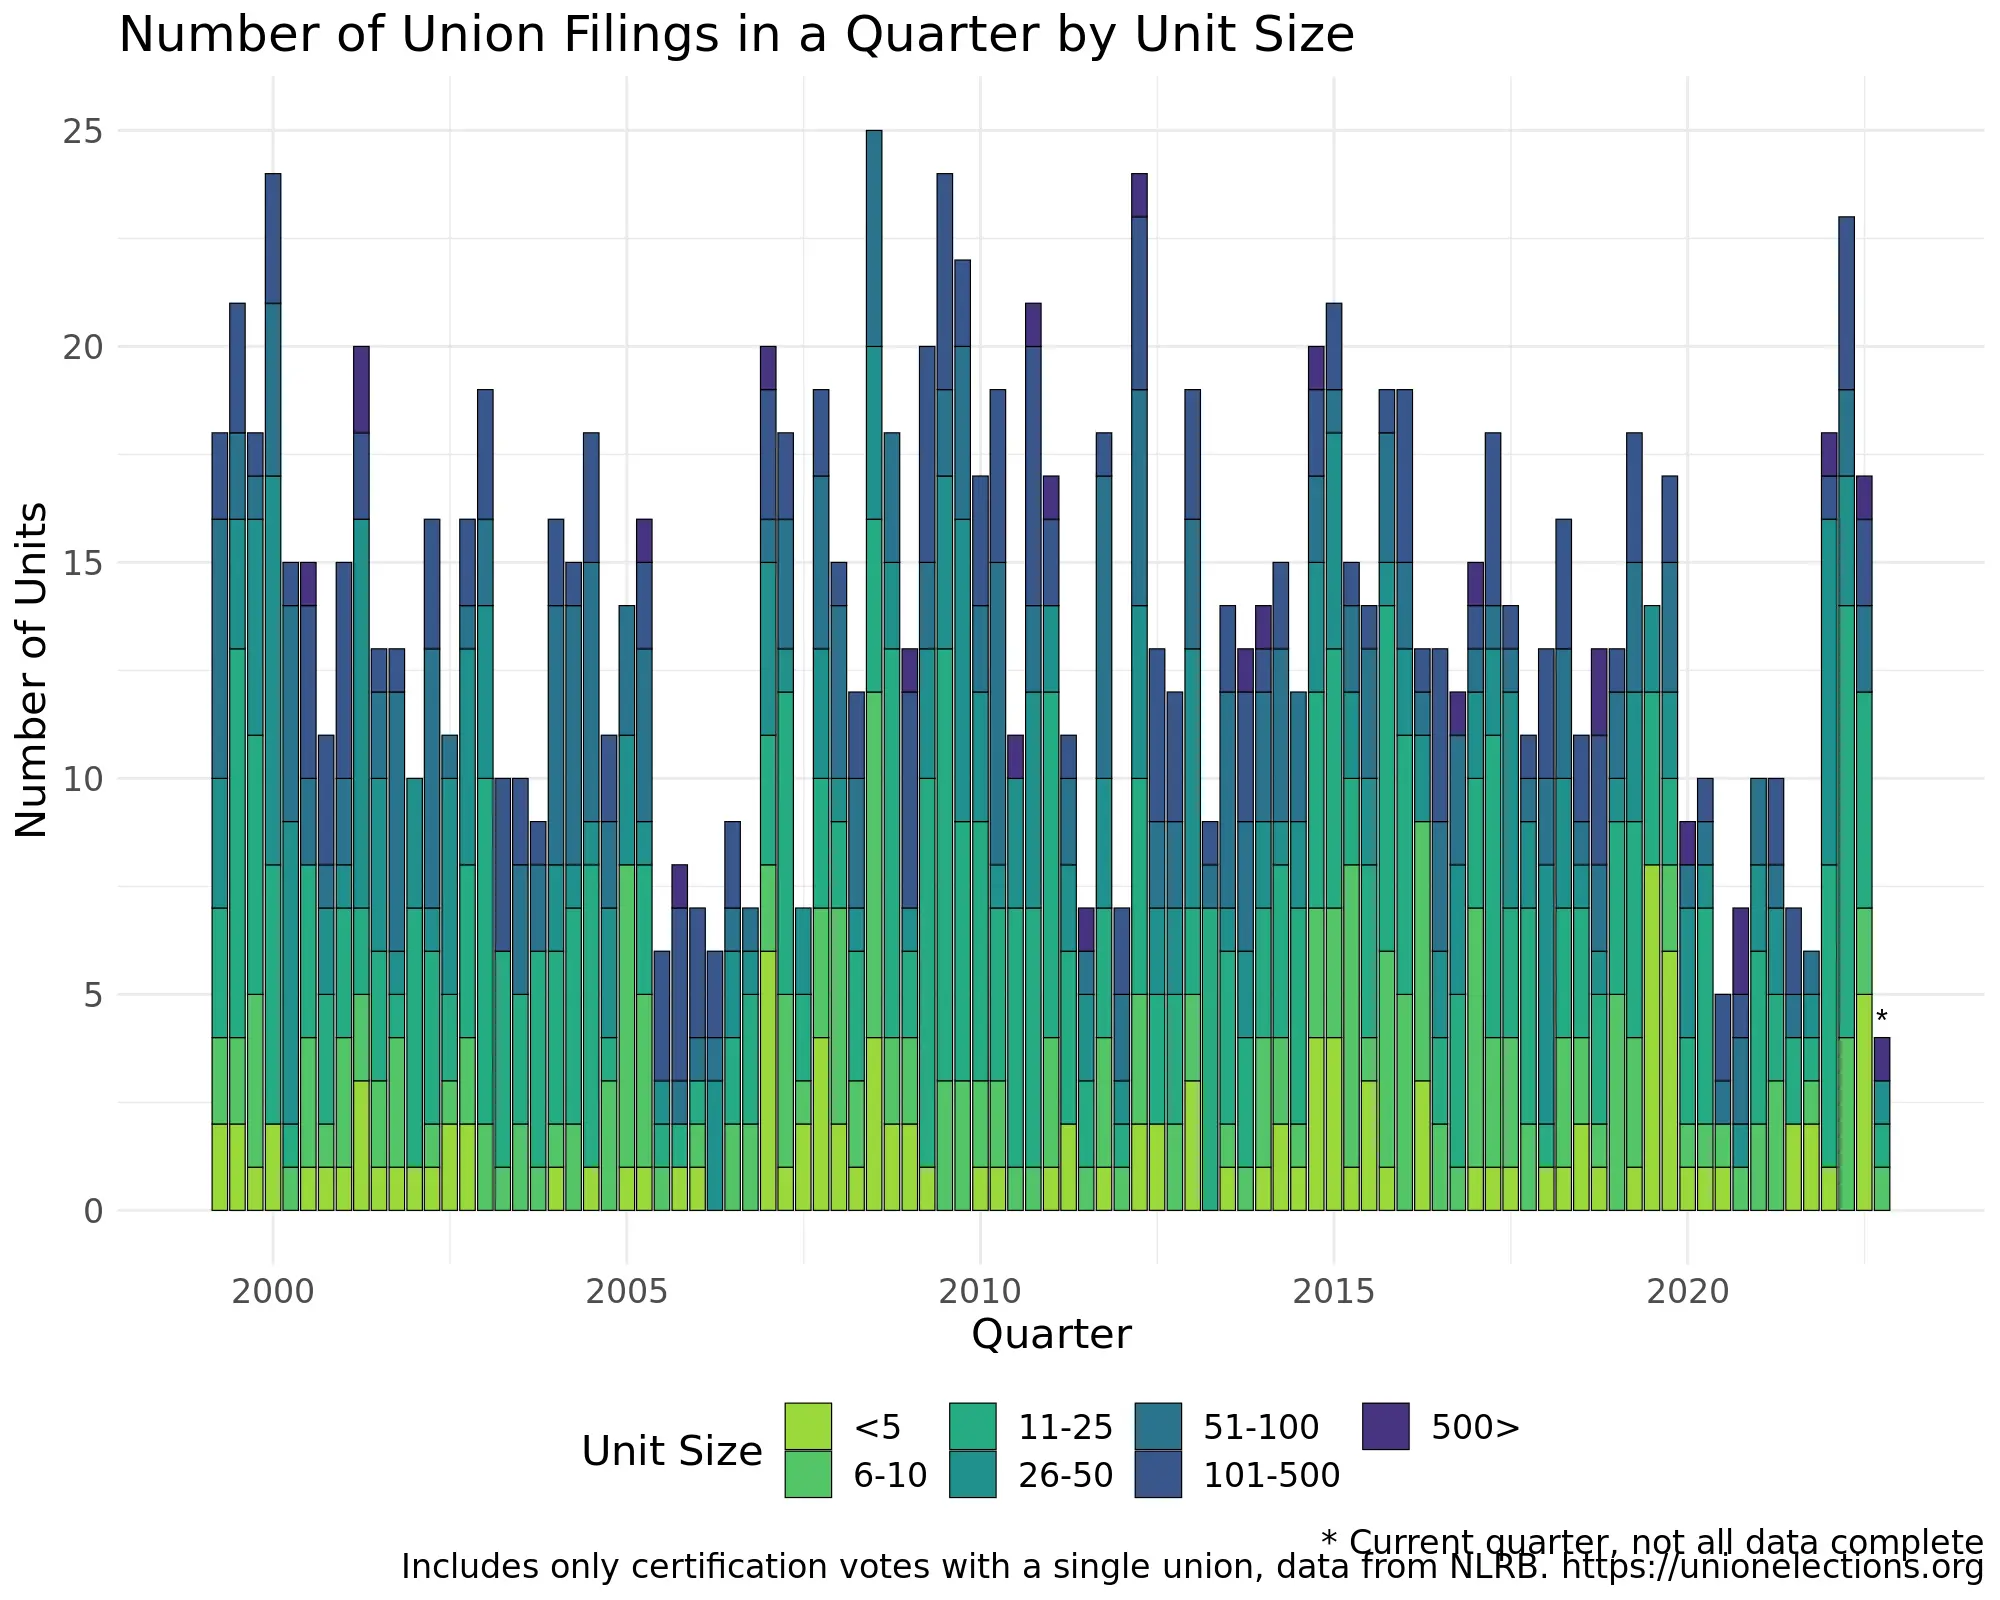 Number of Union Filings in a Quarter by Unit Size
Number of Units
25
20
15
10
5
0
*
2000 2005 2010 2015 2020
Quarter
Unit Size
<5 11-25 51-100 500>
6-10 26-50 101-500
* Current quarter, not all data complete
Includes only certification votes with a single union, data from NLRB. https://unionelections.org